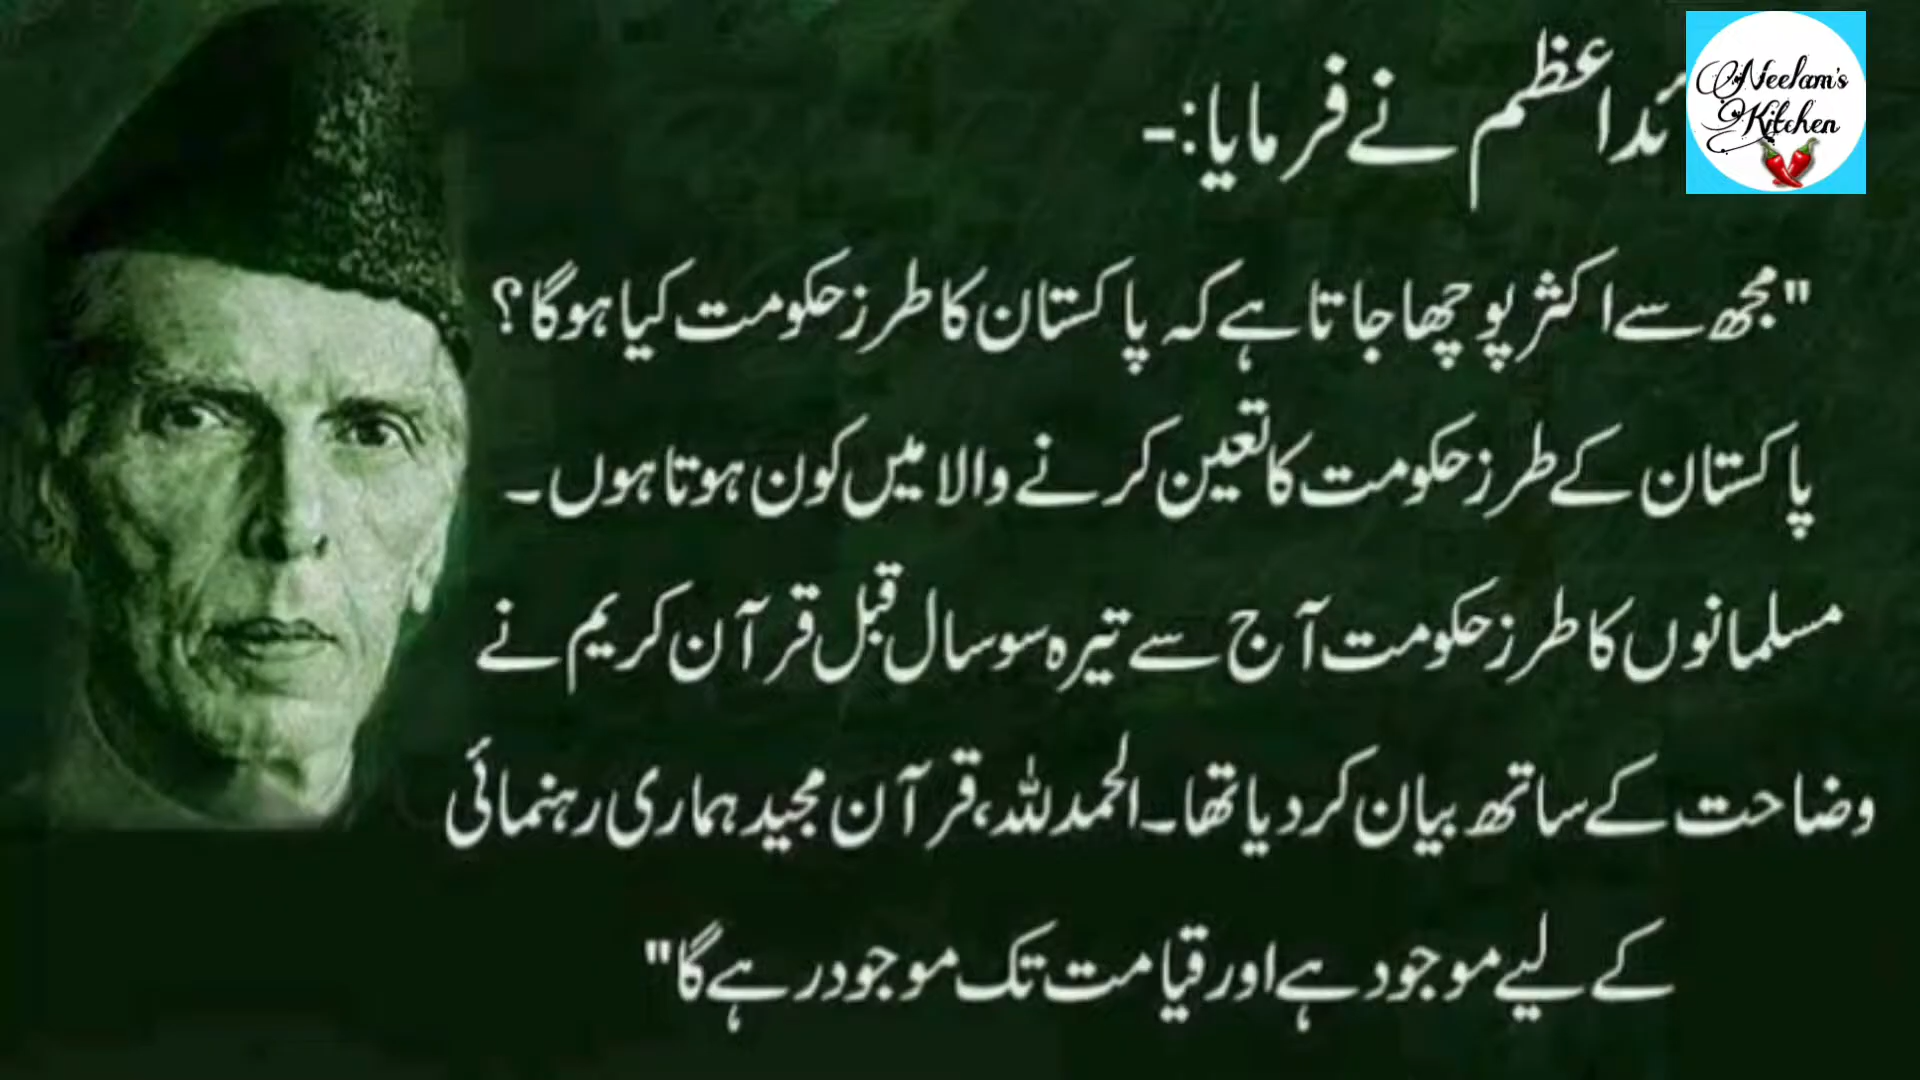 ئد اعظم نے فرمایا:-
Neelam's
Kitchen
"مجھ سے اکثر پوچھا جاتا ہے کہ پاکستان کا طرز حکومت کیا ہوگا؟
پاکستان کے طرز حکومت کا تعین کرنے والا میں کون ہوتا ہوں۔
مسلمانوں کا طرز حکومت آج سے تیرہ سو سال قبل قرآن کریم نے
وضاحت کے ساتھ بیان کر دیا تھا۔ الحمدللہ، قرآن مجید ہماری رہنمائی
کے لیے موجود ہے اور قیامت تک موجود رہے گا"